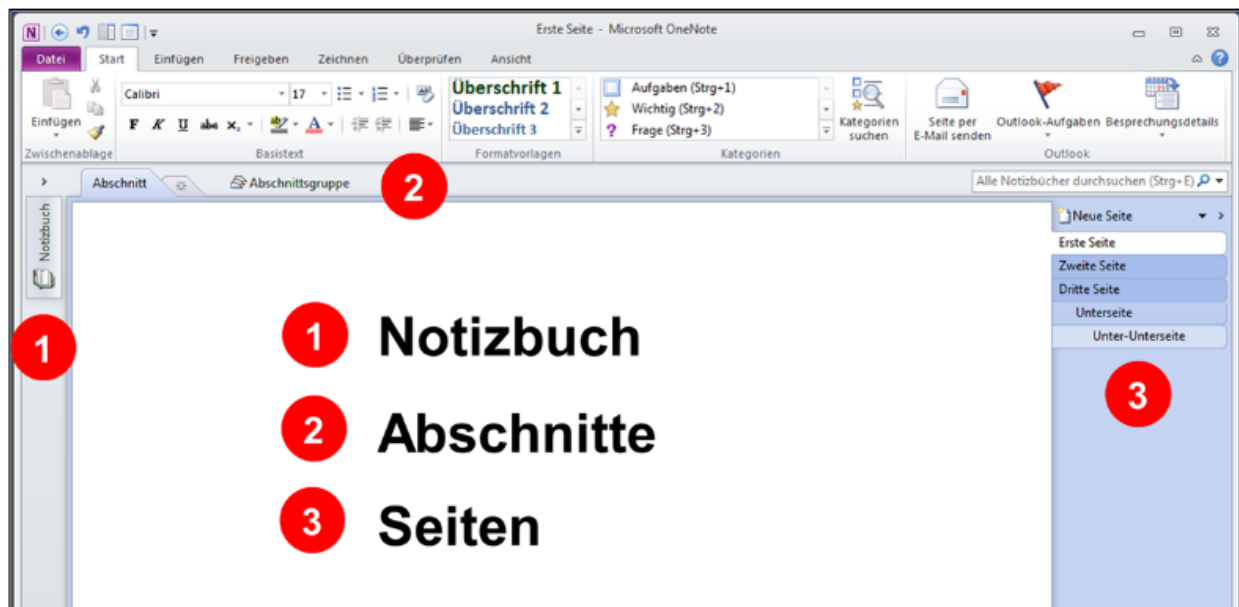 Erste Seite - Microsoft OneNote
Datei Start Einfügen Freigeben Zeichnen Überprüfen Ansicht
Einfügen
Zwischenablage
Calibri 17
F K U abc x₂ ab A
Basistext
Überschrift 1
Überschrift 2
Überschrift 3
Formatvorlagen
Aufgaben (Strg+1)
Wichtig (Strg+2)
Frage (Strg+3)
Kategorien
Kategorien
suchen
Seite per
E-Mail senden
Outlook-Aufgaben
Besprechungsdetails
Outlook
Abschnitt
Abschnittsgruppe
2
Alle Notizbücher durchsuchen (Strg+E)
Notizbuch
1
1 Notizbuch
2 Abschnitte
3 Seiten
Neue Seite
Erste Seite
Zweite Seite
Dritte Seite
Unterseite
Unter-Unterseite
3